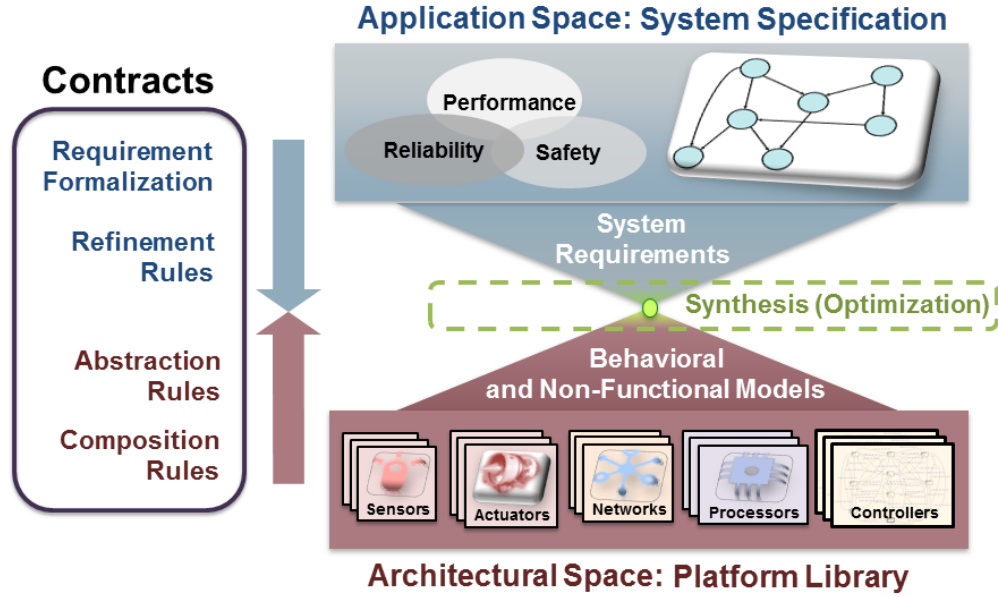 Application Space: System Specification
Contracts
Requirement
Formalization
Refinement
Rules
Abstraction
Rules
Composition
Rules
Performance
Reliability
Safety
System
Requirements
Synthesis (Optimization)
Behavioral
and Non-Functional Models
Sensors
Actuators
Networks
Processors
Controllers
Architectural Space: Platform Library